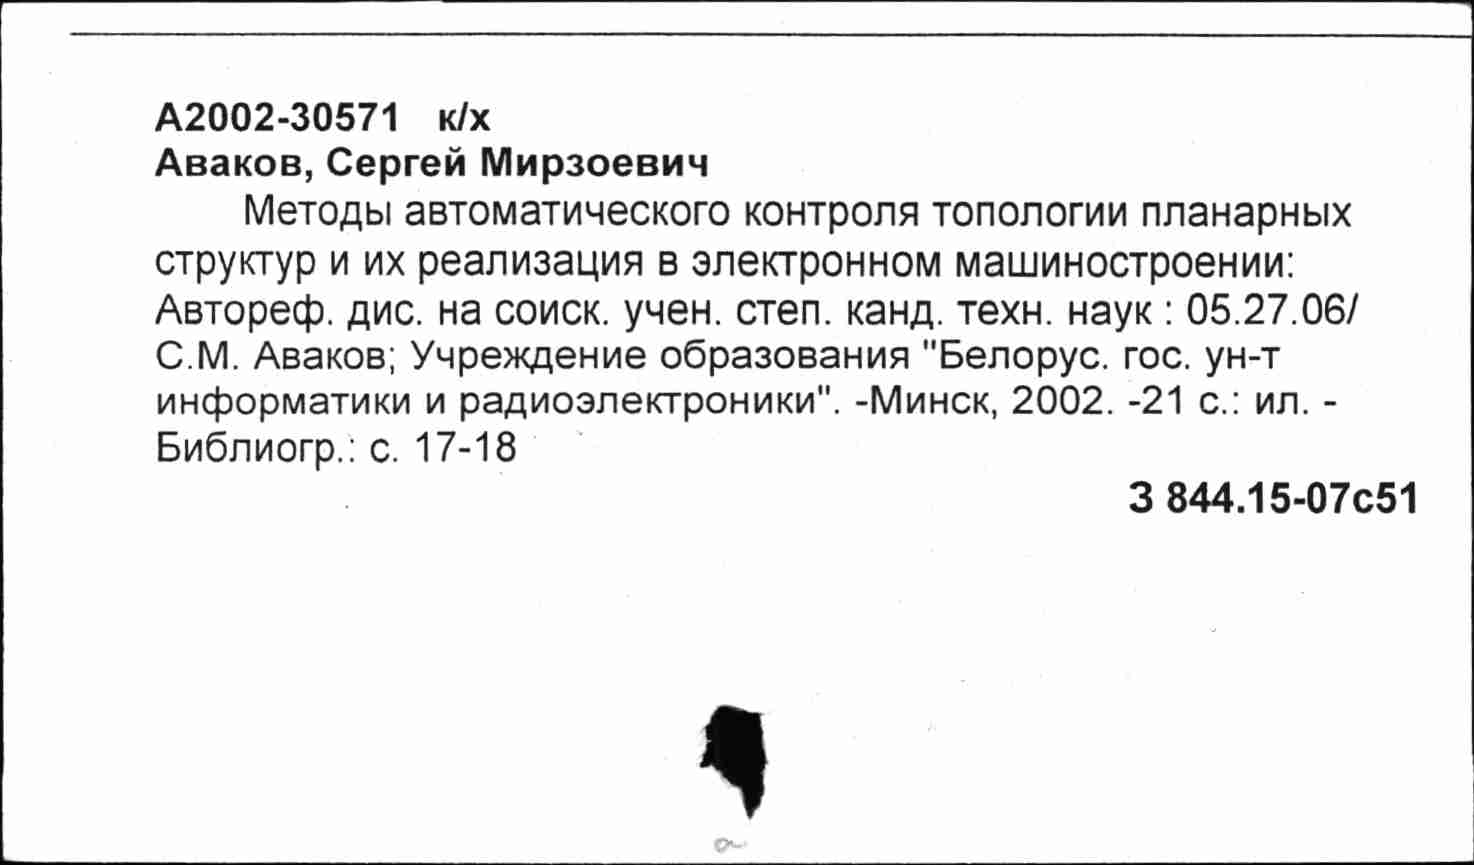 А2002-30571 к/х
Аваков, Сергей Мирзоевич
Методы автоматического контроля топологии планарных
структур и их реализация в электронном машиностроении:
Автореф. дис. на соиск. учен. степ. канд. техн. наук : 05.27.06/
С.М. Аваков; Учреждение образования "Белорус. гос. ун-т
информатики и радиоэлектроники". -Минск, 2002. -21 с.: ил. -
Библиогр.: с. 17-18
З 844.15-07с51